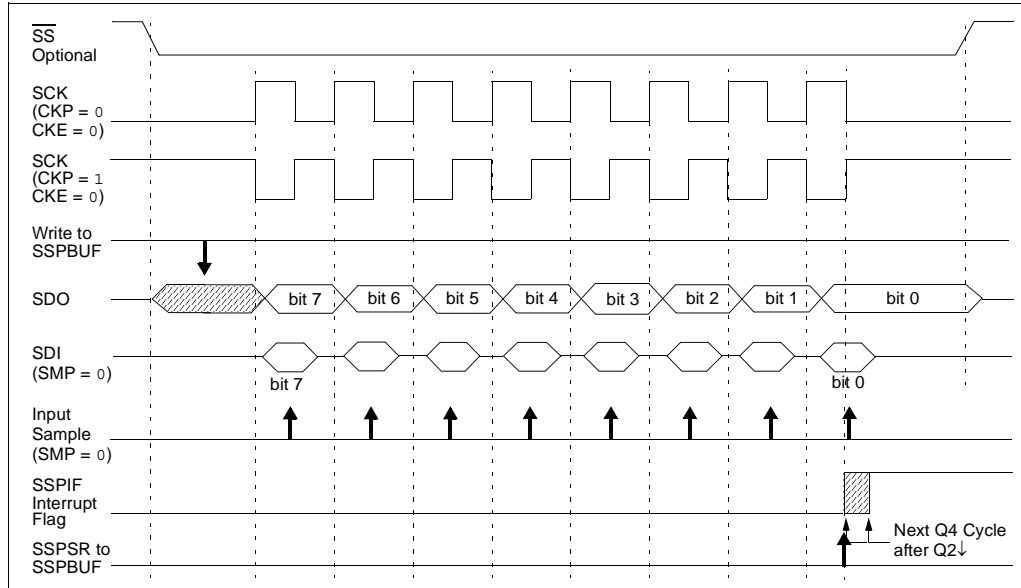 SS
Optional
SCK
(CKP = 0
CKE = 0)
SCK
(CKP = 1
CKE = 0)
Write to
SSPBUF
SDO
bit 7 bit 6 bit 5 bit 4 bit 3 bit 2 bit 1 bit 0
SDI
(SMP = 0)
bit 7 bit 0
Input
Sample
(SMP = 0)
SSPIF
Interrupt
Flag
Next Q4 Cycle
after Q2↓
SSPSR to
SSPBUF